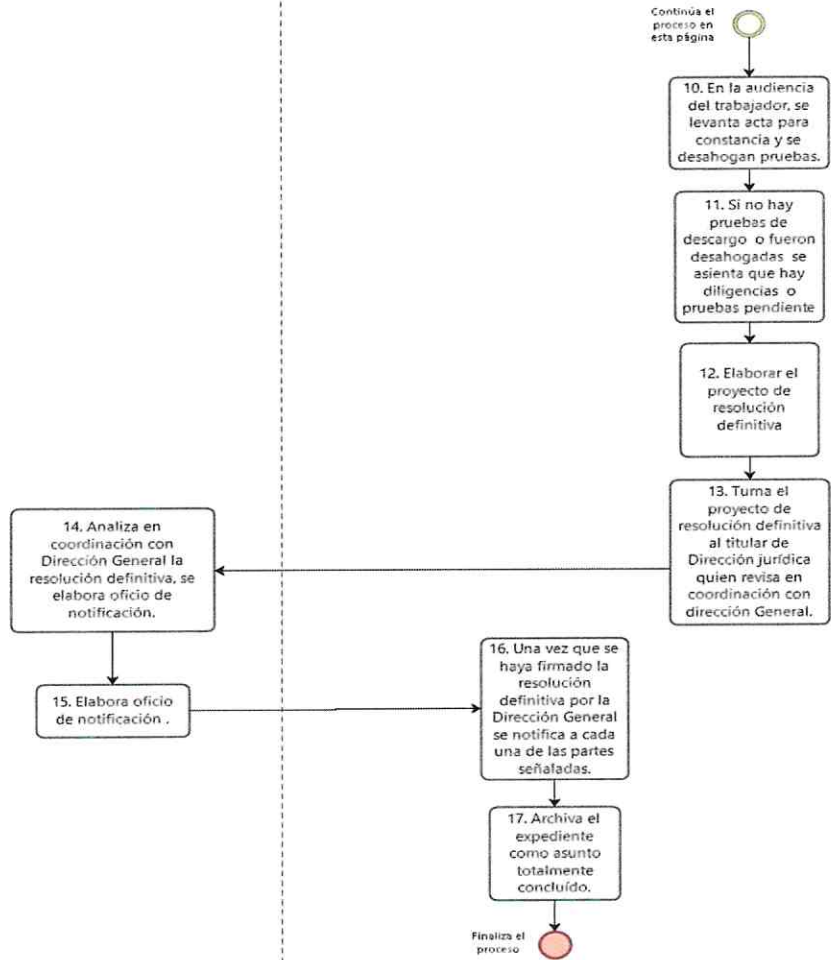 Continúa el
proceso en
esta página
10. En la audiencia
del trabajador, se
levanta acta para
constancia y se
desahogan pruebas.
11. Si no hay
pruebas de
descargo o fueron
desahogadas se
asienta que hay
diligencias o
pruebas pendiente
12. Elaborar el
proyecto de
resolución
definitiva
13. Turna el
proyecto de
resolución definitiva
al titular de
Dirección jurídica
quien revisa en
coordinación con
dirección General.
14. Analiza en
coordinación con
Dirección General la
resolución definitiva, se
elabora oficio de
notificación.
15. Elabora oficio
de notificación .
16. Una vez que se
haya firmado la
resolución
definitiva por la
Dirección General
se notifica a cada
una de las partes
señaladas.
17. Archiva el
expediente
como asunto
totalmente
concluído.
Finaliza el
proceso